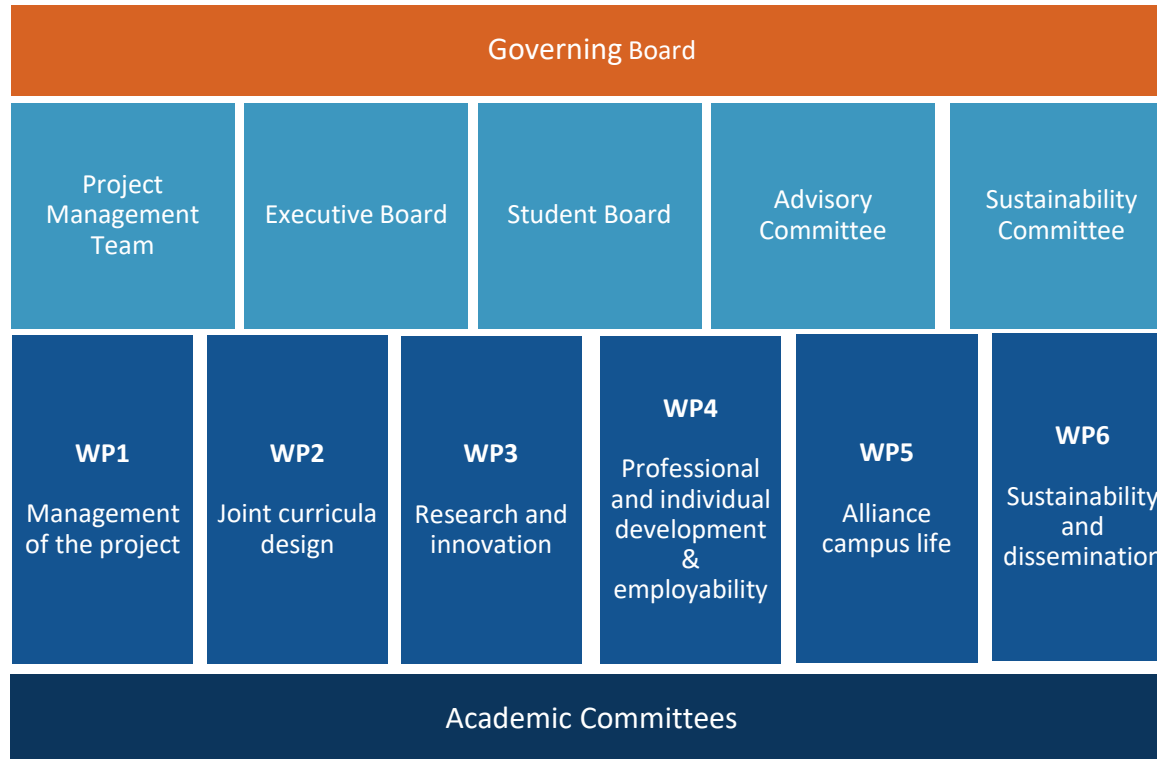 Governing Board
Project
Management
Team
Executive Board
Student Board
Advisory
Committee
Sustainability
Committee
WP1
Management
of the project
WP2
Joint curricula
design
WP3
Research and
innovation
WP4
Professional
and individual
development
&
employability
WP5
Alliance
campus life
WP6
Sustainability
and
dissemination
Academic Committees